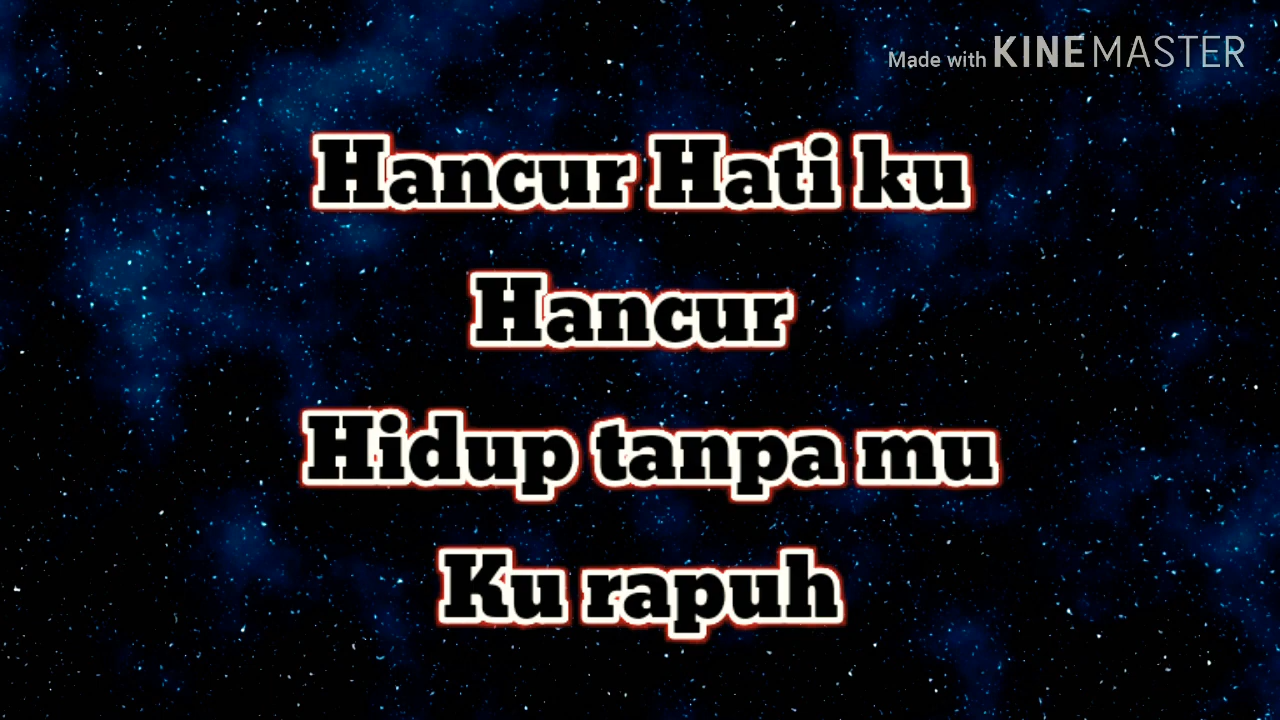 Made with KINEMASTER
Hancur Hati ku
Hancur
Hidup tanpa mu
Ku rapuh